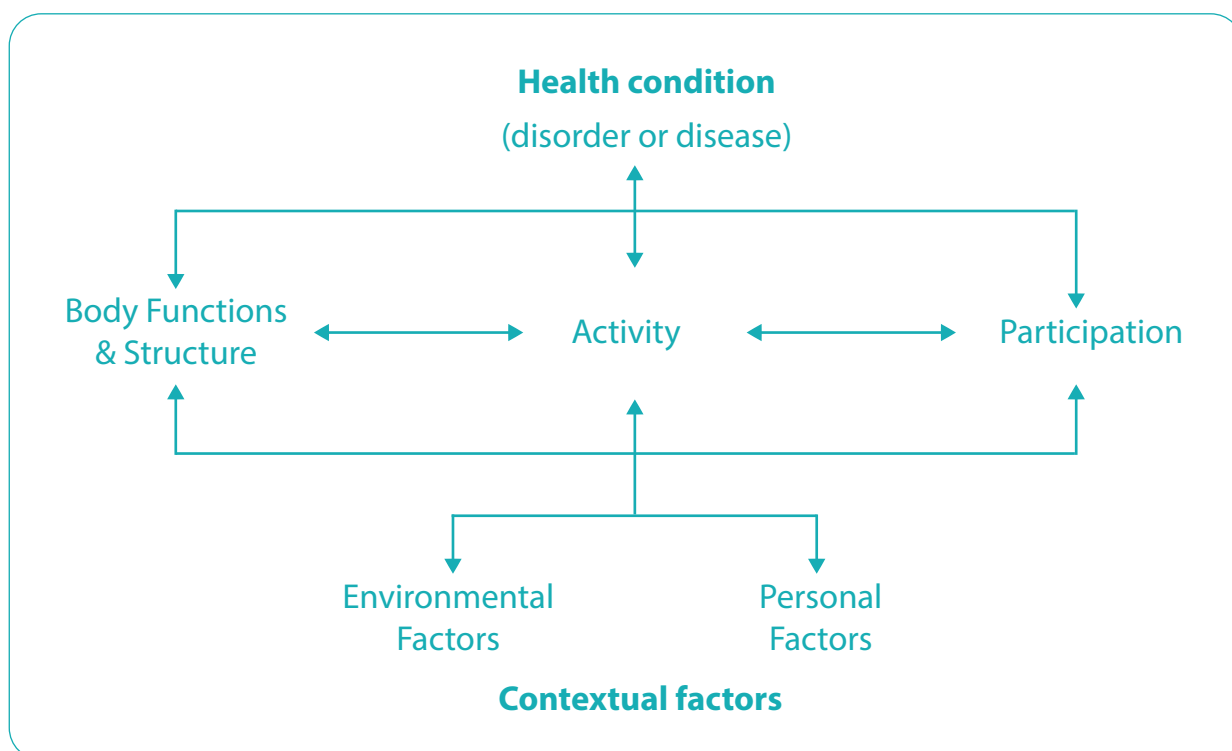 Health condition
(disorder or disease)
Body Functions
& Structure
Activity
Participation
Environmental
Factors
Personal
Factors
Contextual factors